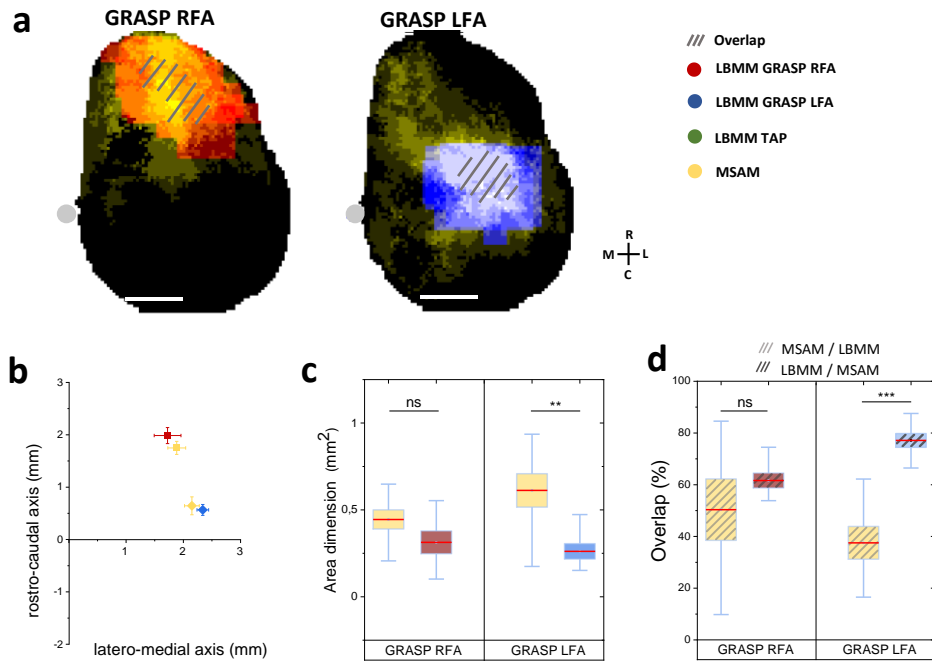 a
GRASP RFA
GRASP LFA
Overlap
LBMM GRASP RFA
LBMM GRASP LFA
LBMM TAP
MSAM
R
M L
C
b
rostro-caudal axis (mm)
3
2
1
0
-1
-2
1 2 3
latero-medial axis (mm)
c
Area dimension (mm²)
1
0,5
0
ns
**
GRASP RFA
GRASP LFA
d
MSAM / LBMM
LBMM / MSAM
Overlap (%)
100
80
60
40
20
0
ns
***
GRASP RFA
GRASP LFA